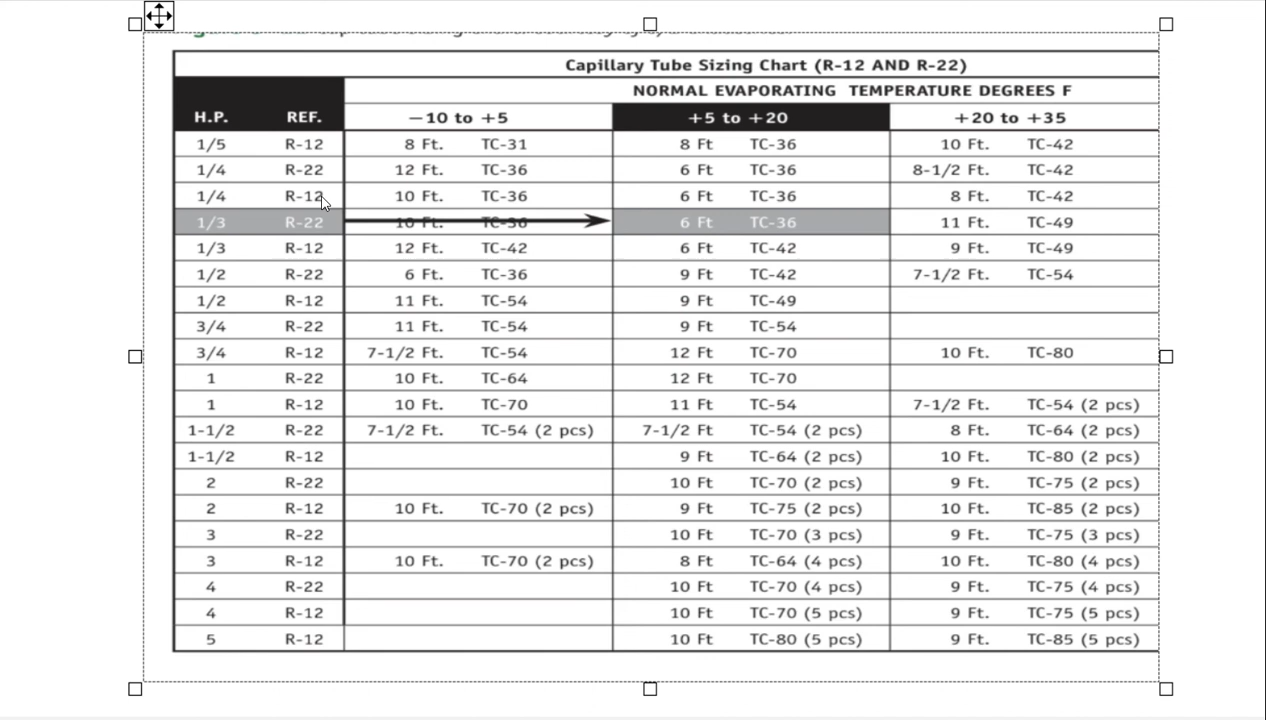 Capillary Tube Sizing Chart (R-12 AND R-22)
NORMAL EVAPORATING TEMPERATURE DEGREES F
H.P. REF. −10 to +5 +5 to +20 +20 to +35
1/5 R-12 8 Ft. TC-31 8 Ft TC-36 10 Ft. TC-42
1/4 R-22 12 Ft. TC-36 6 Ft TC-36 8-1/2 Ft. TC-42
1/4 R-12 10 Ft. TC-36 6 Ft TC-36 8 Ft. TC-42
1/3 R-22 10 Ft. TC-36 6 Ft TC-36 11 Ft. TC-49
1/3 R-12 12 Ft. TC-42 6 Ft TC-42 9 Ft. TC-49
1/2 R-22 6 Ft. TC-36 9 Ft TC-42 7-1/2 Ft. TC-54
1/2 R-12 11 Ft. TC-54 9 Ft TC-49
3/4 R-22 11 Ft. TC-54 9 Ft TC-54
3/4 R-12 7-1/2 Ft. TC-54 12 Ft TC-70 10 Ft. TC-80
1 R-22 10 Ft. TC-64 12 Ft TC-70
1 R-12 10 Ft. TC-70 11 Ft TC-54 7-1/2 Ft. TC-54 (2 pcs)
1-1/2 R-22 7-1/2 Ft. TC-54 (2 pcs) 7-1/2 Ft TC-54 (2 pcs) 8 Ft. TC-64 (2 pcs)
1-1/2 R-12 9 Ft TC-64 (2 pcs) 10 Ft. TC-80 (2 pcs)
2 R-22 10 Ft TC-70 (2 pcs) 9 Ft. TC-75 (2 pcs)
2 R-12 10 Ft. TC-70 (2 pcs) 9 Ft TC-75 (2 pcs) 10 Ft. TC-85 (2 pcs)
3 R-22 10 Ft TC-70 (3 pcs) 9 Ft. TC-75 (3 pcs)
3 R-12 10 Ft. TC-70 (2 pcs) 8 Ft TC-64 (4 pcs) 10 Ft. TC-80 (4 pcs)
4 R-22 10 Ft TC-70 (4 pcs) 9 Ft. TC-75 (4 pcs)
4 R-12 10 Ft TC-70 (5 pcs) 9 Ft. TC-75 (5 pcs)
5 R-12 10 Ft TC-80 (5 pcs) 9 Ft. TC-85 (5 pcs)